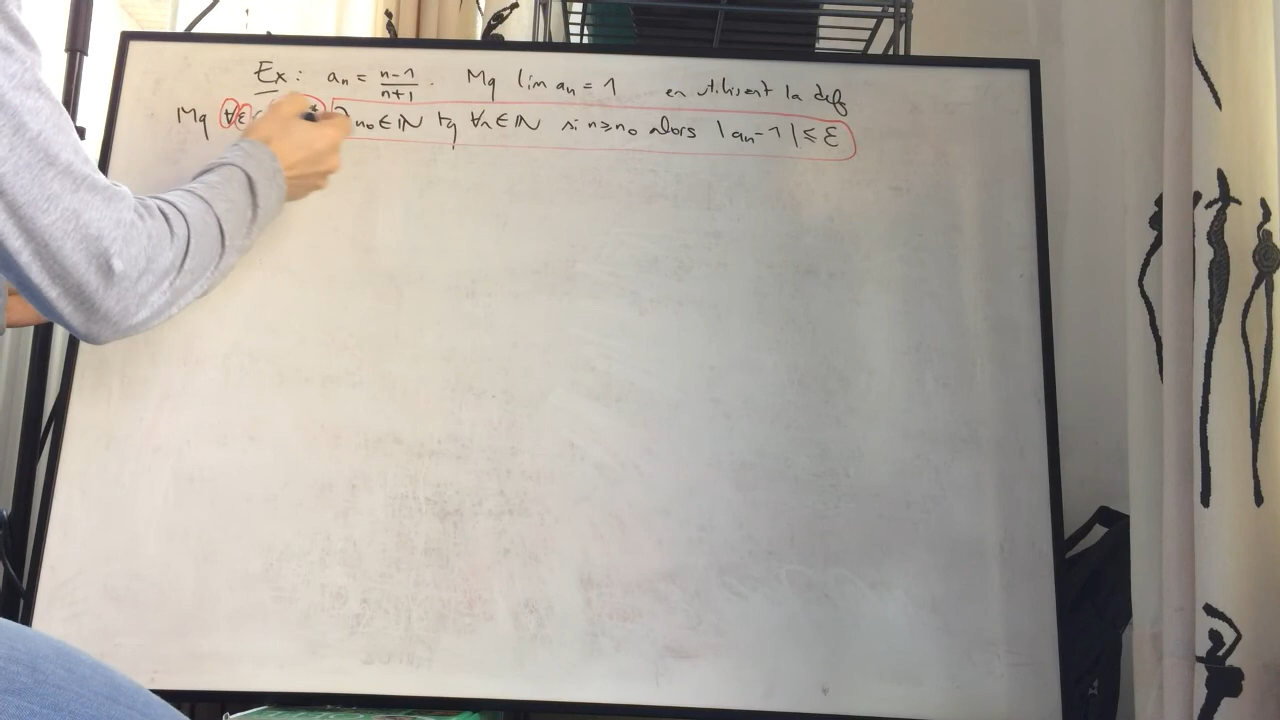 Ex : an = n-1/n+1 . Mq lim an = 1 en utilisant la def
Mq ∀ε n₀ ∈ ℕ tq ∀n ∈ ℕ si n ≥ n₀ alors |an - 1| ≤ ε